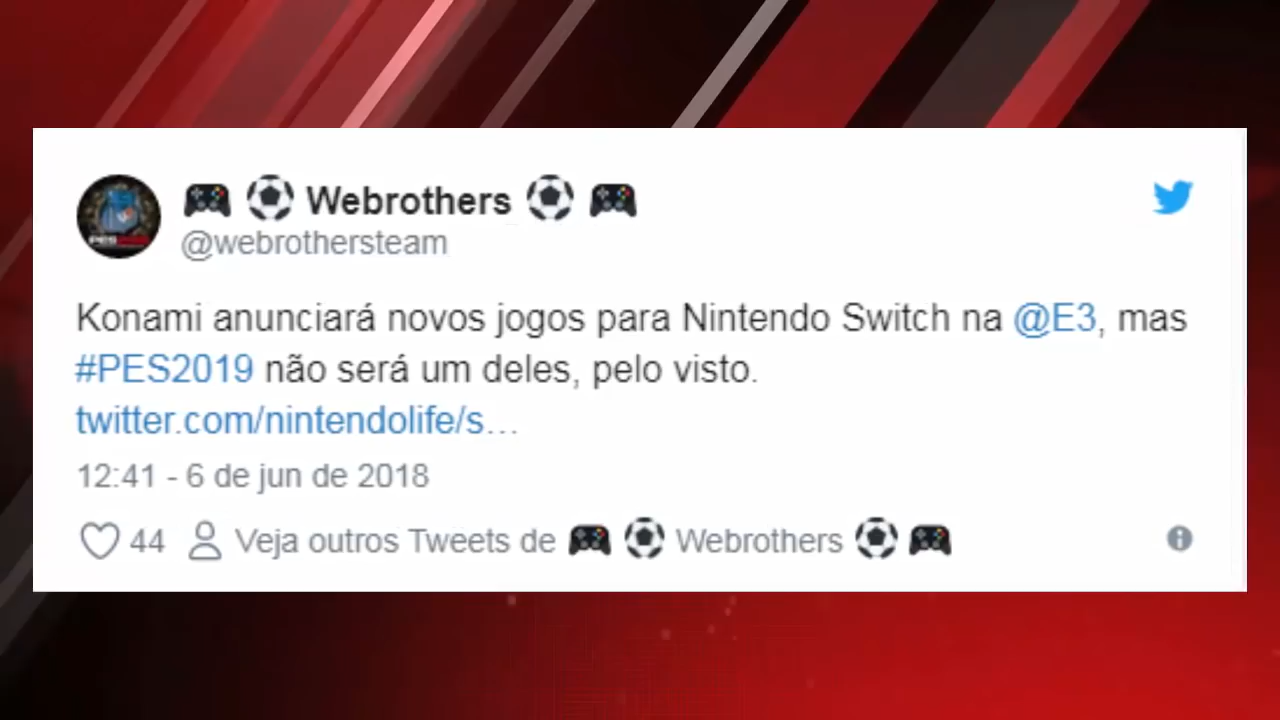 🎮 ⚽ Webrothers ⚽ 🎮
@webrothersteam
Konami anunciará novos jogos para Nintendo Switch na @E3, mas
#PES2019 não será um deles, pelo visto.
twitter.com/nintendolife/s…
12:41 - 6 de jun de 2018
44 Veja outros Tweets de 🎮 ⚽ Webrothers ⚽ 🎮